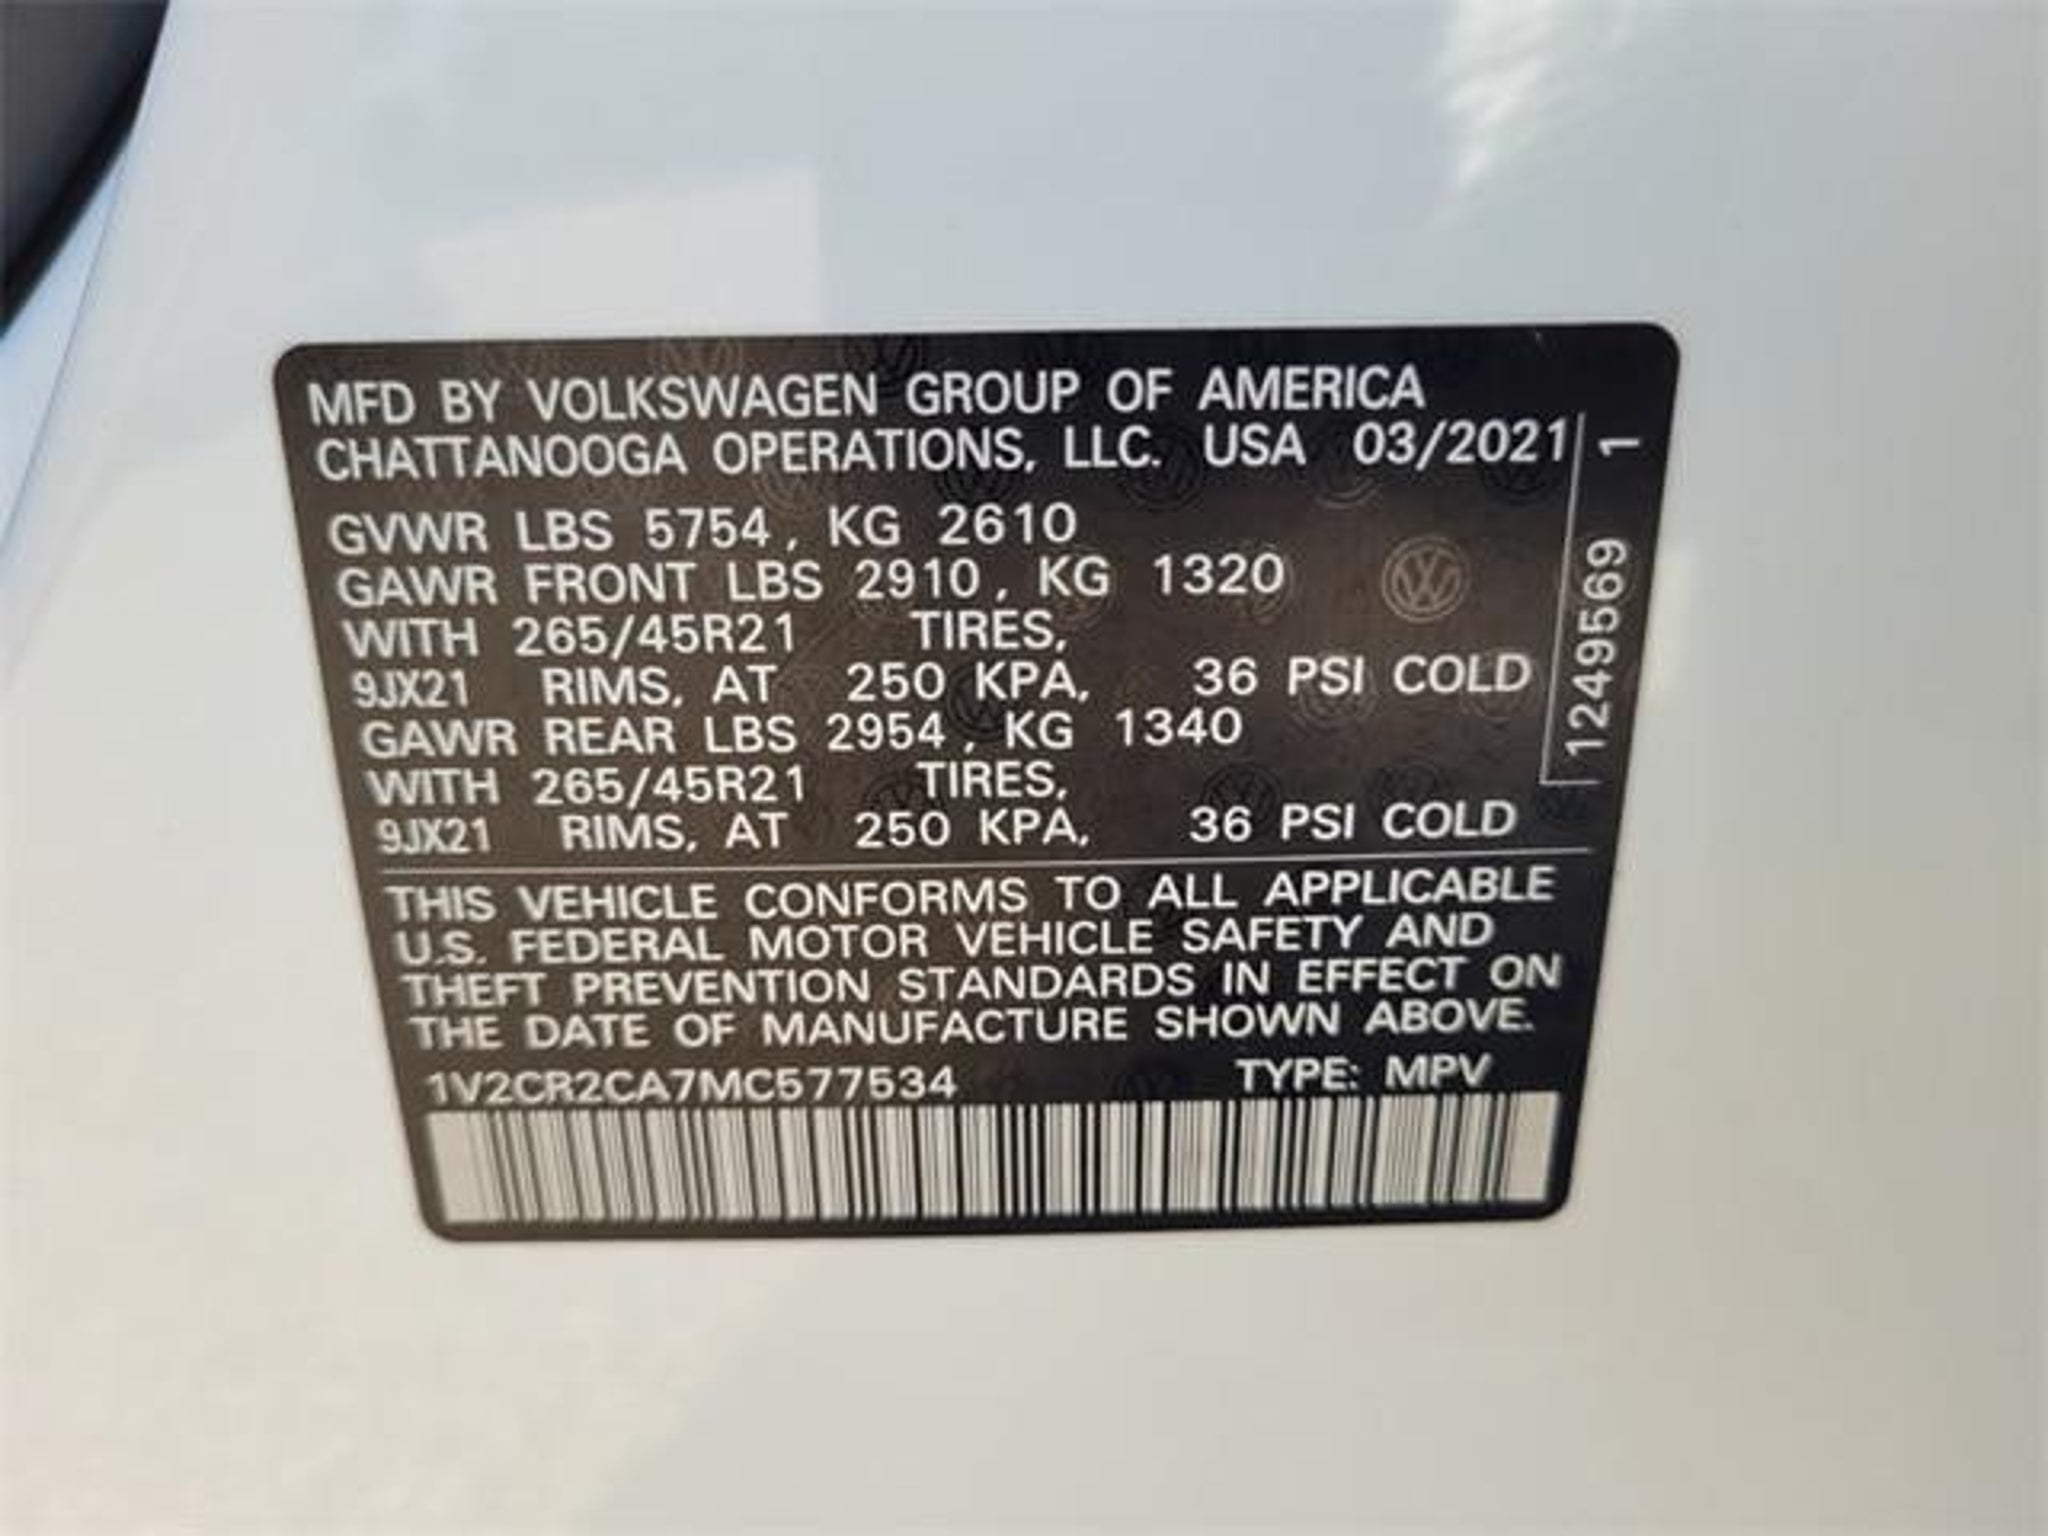 MFD BY VOLKSWAGEN GROUP OF AMERICA
CHATTANOOGA OPERATIONS, LLC. USA 03/2021
GVWR LBS 5754, KG 2610
GAWR FRONT LBS 2910, KG 1320
WITH 265/45R21 TIRES,
9JX21 RIMS, AT 250 KPA, 36 PSI COLD
GAWR REAR LBS 2954, KG 1340
WITH 265/45R21 TIRES,
9JX21 RIMS, AT 250 KPA, 36 PSI COLD
THIS VEHICLE CONFORMS TO ALL APPLICABLE
U.S. FEDERAL MOTOR VEHICLE SAFETY AND
THEFT PREVENTION STANDARDS IN EFFECT ON
THE DATE OF MANUFACTURE SHOWN ABOVE.
1V2CR2CA7MC577534 TYPE: MPV
1249569 1